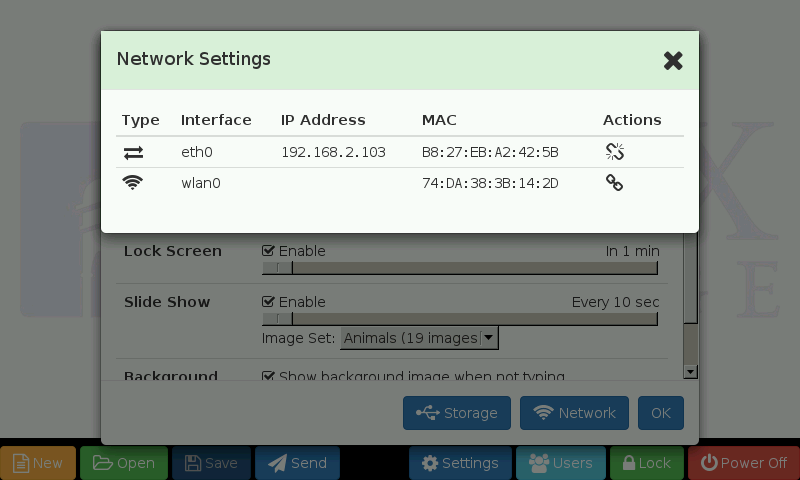 Network Settings
Type Interface IP Address MAC Actions
eth0 192.168.2.103 B8:27:EB:A2:42:5B
wlan0 74:DA:38:3B:14:2D
Lock Screen Enable In 1 min
Slide Show Enable Every 10 sec
Image Set: Animals (19 images
Background Show background image when not typing
X
G E
Storage Network OK
New Open Save Send Settings Users Lock Power Off